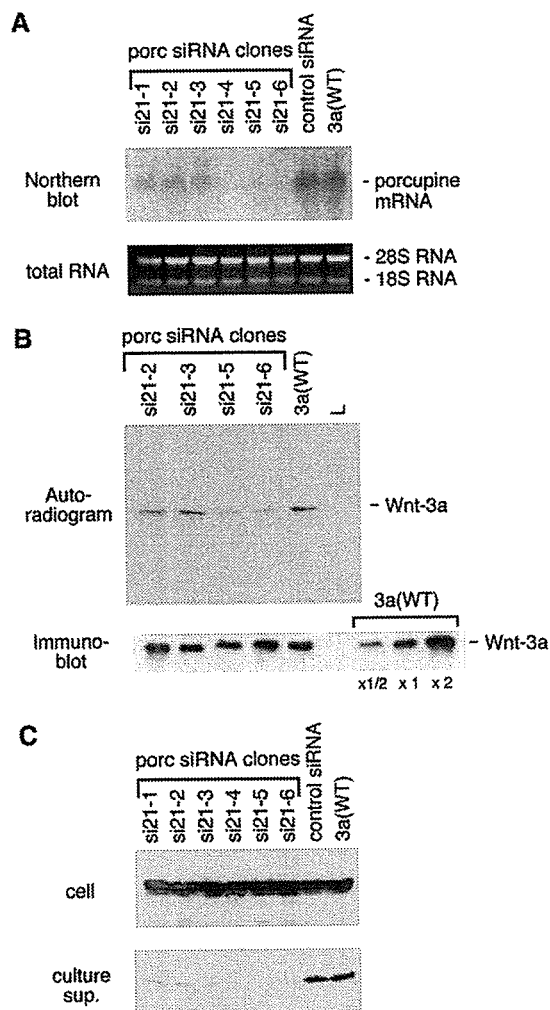 A
porc siRNA clones
si21-1
si21-2
si21-3
si21-4
si21-5
si21-6
control siRNA
3a(WT)
Northern
blot
- porcupine
mRNA
total RNA
- 28S RNA
- 18S RNA
B
porc siRNA clones
si21-2
si21-3
si21-5
si21-6
3a(WT)
L
Auto-
radiogram
- Wnt-3a
3a(WT)
Immuno-
blot
- Wnt-3a
x1/2 x 1 x 2
C
porc siRNA clones
si21-1
si21-2
si21-3
si21-4
si21-5
si21-6
control siRNA
3a(WT)
cell
culture
sup.